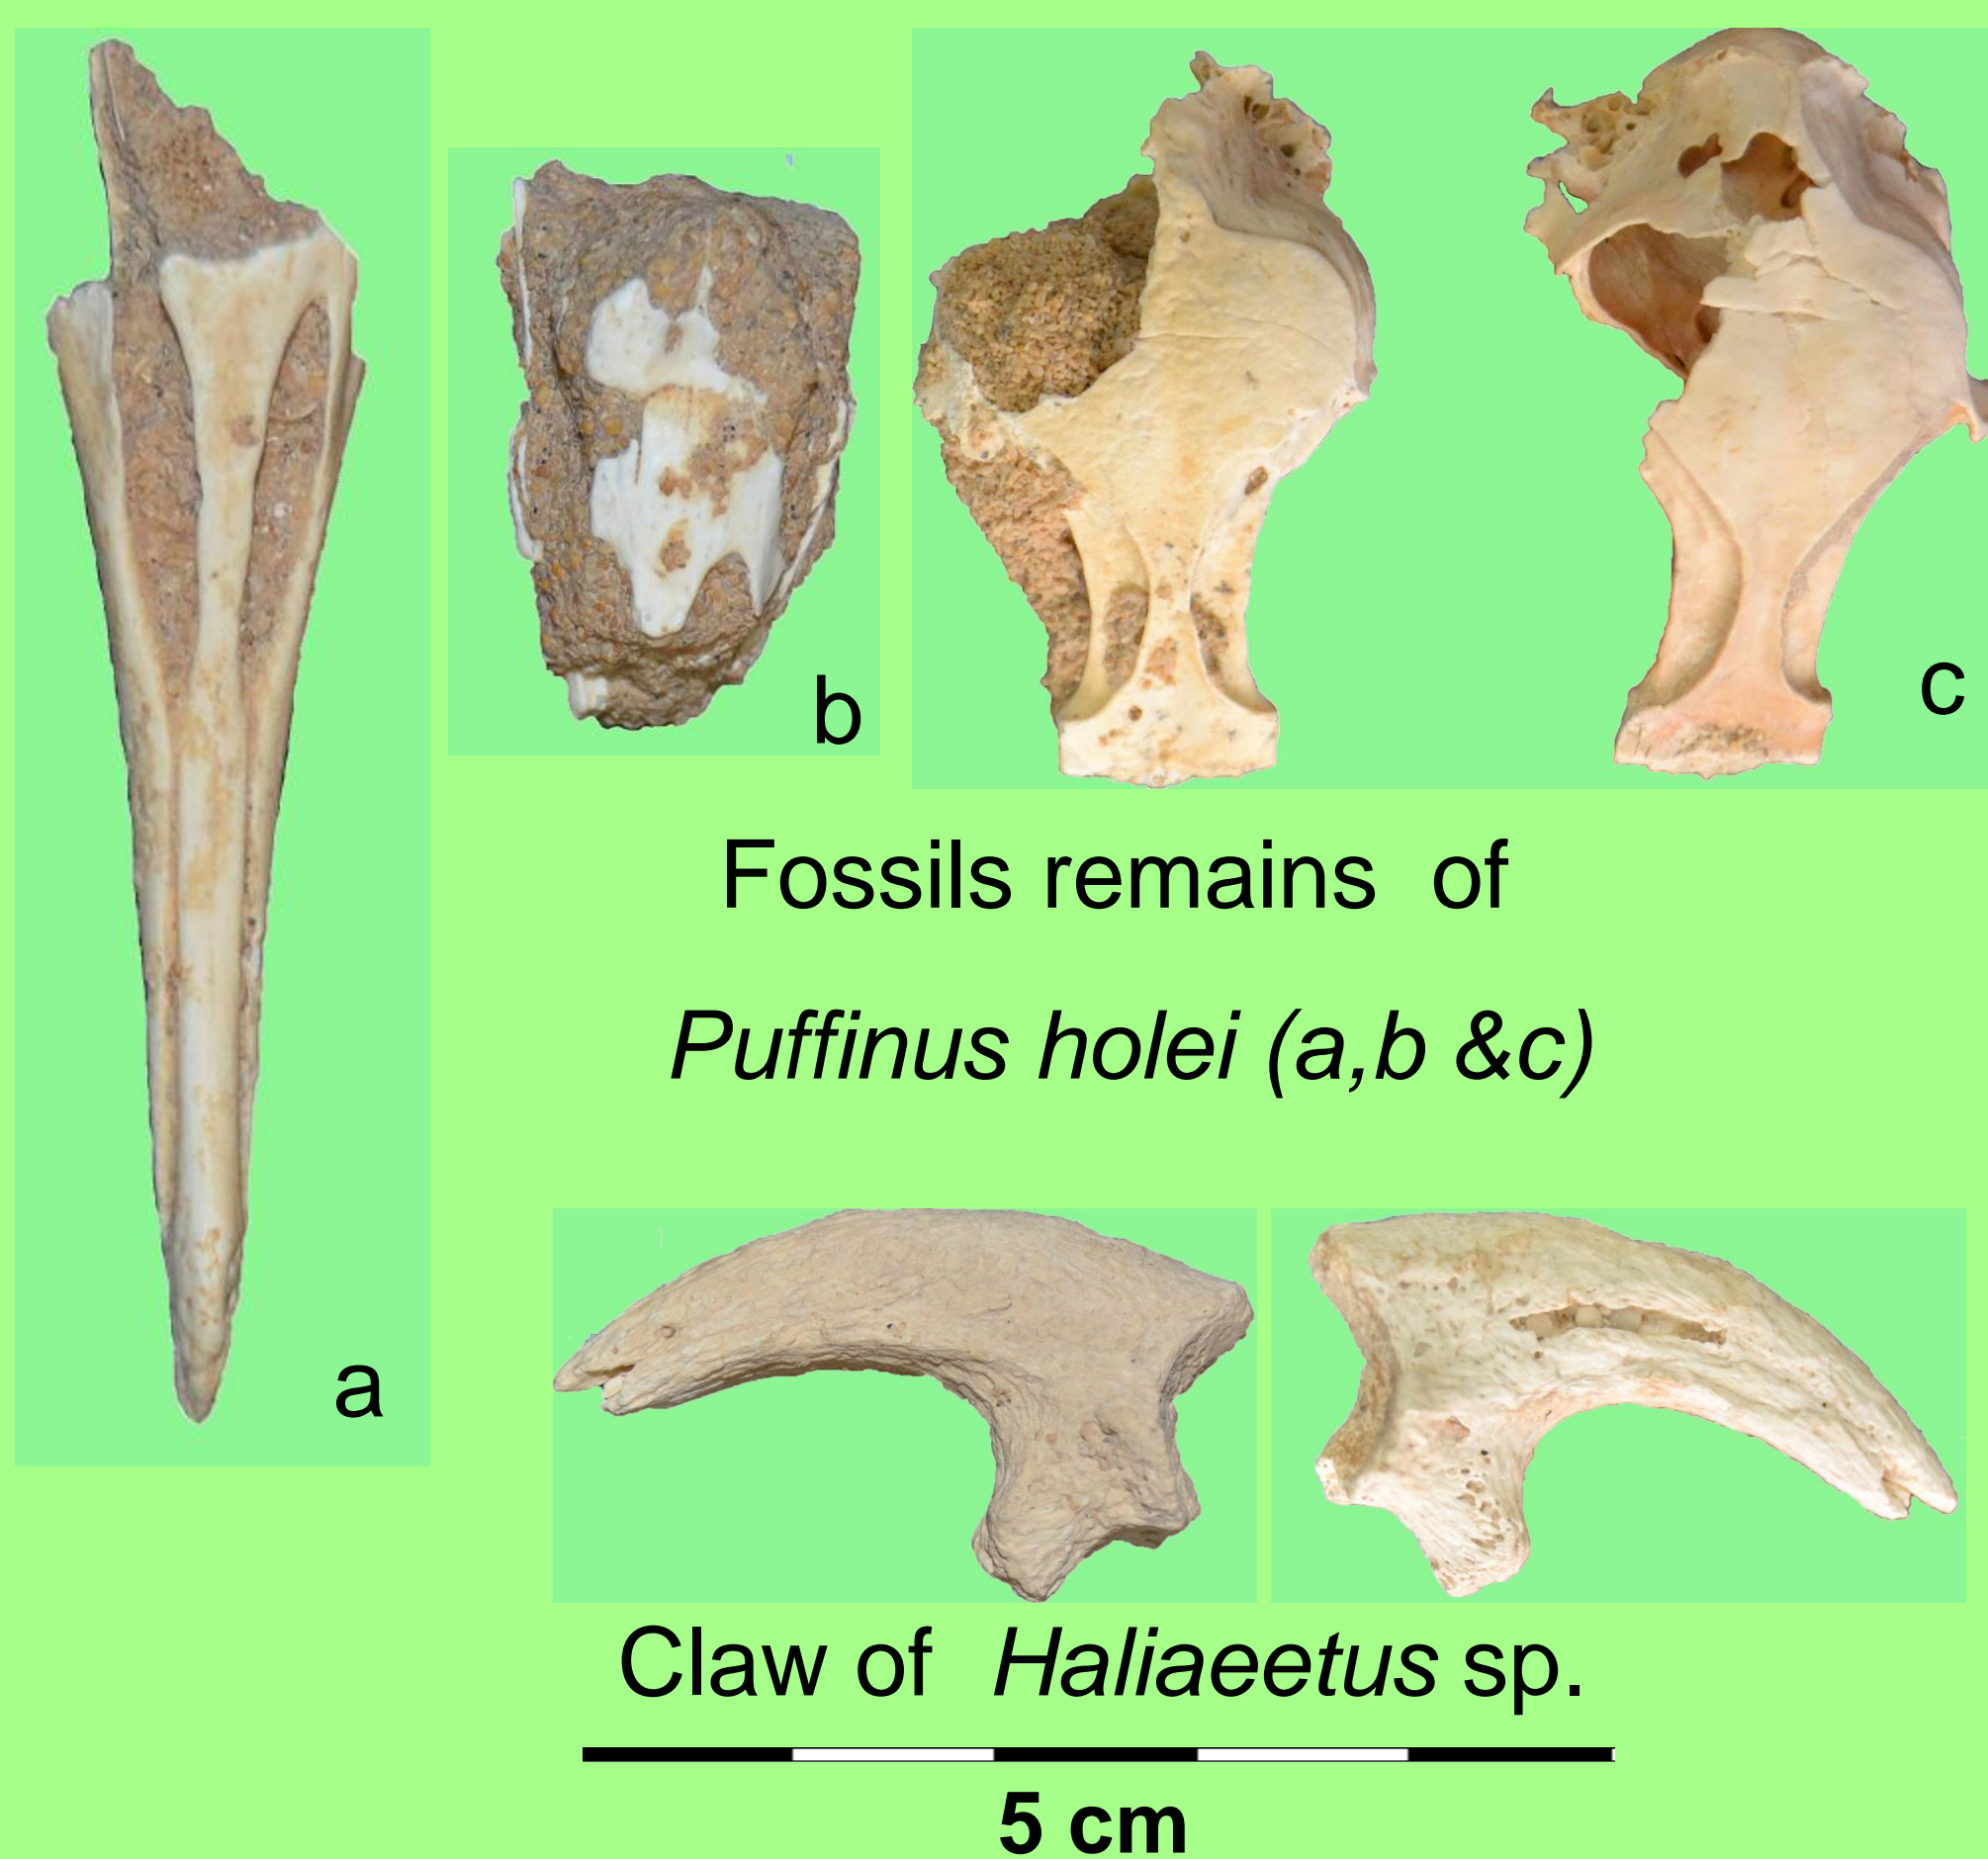 b
c
Fossils remains of
Puffinus holei (a,b &c)
a
Claw of Haliaeetus sp.
5 cm